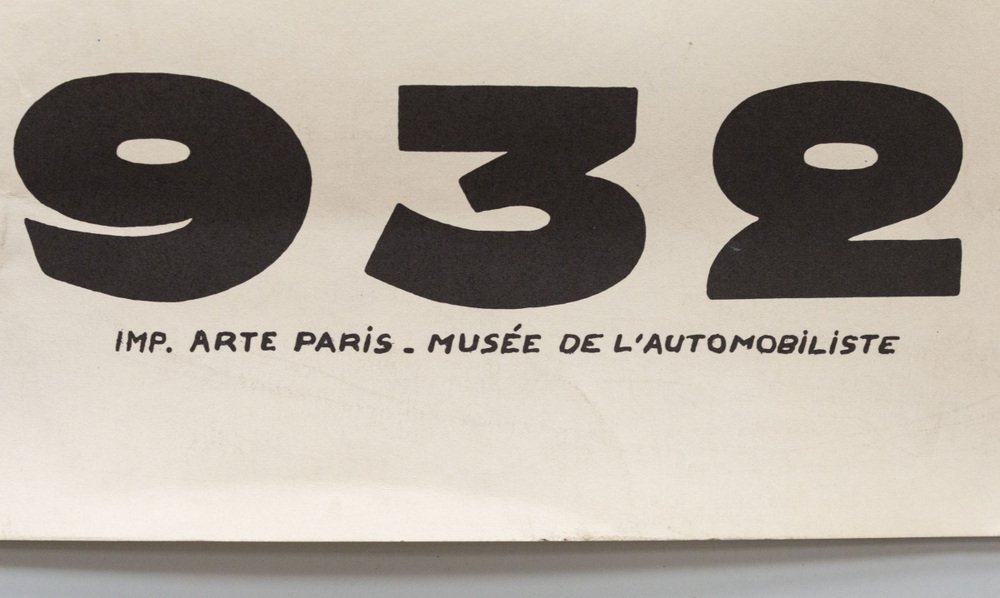 932
IMP. ARTE PARiS - MUSÉE DE L'AUTOMOBiLiSTE